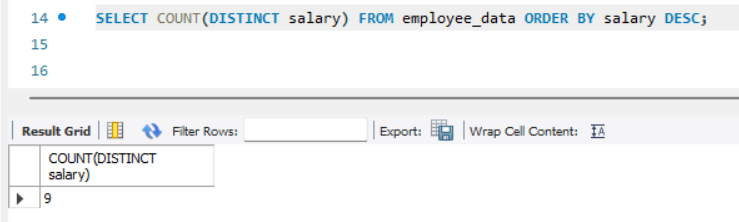 14 SELECT COUNT(DISTINCT salary) FROM employee_data ORDER BY salary DESC;
15
16
Result Grid Filter Rows: Export: Wrap Cell Content: IA
COUNT(DISTINCT
salary)
9